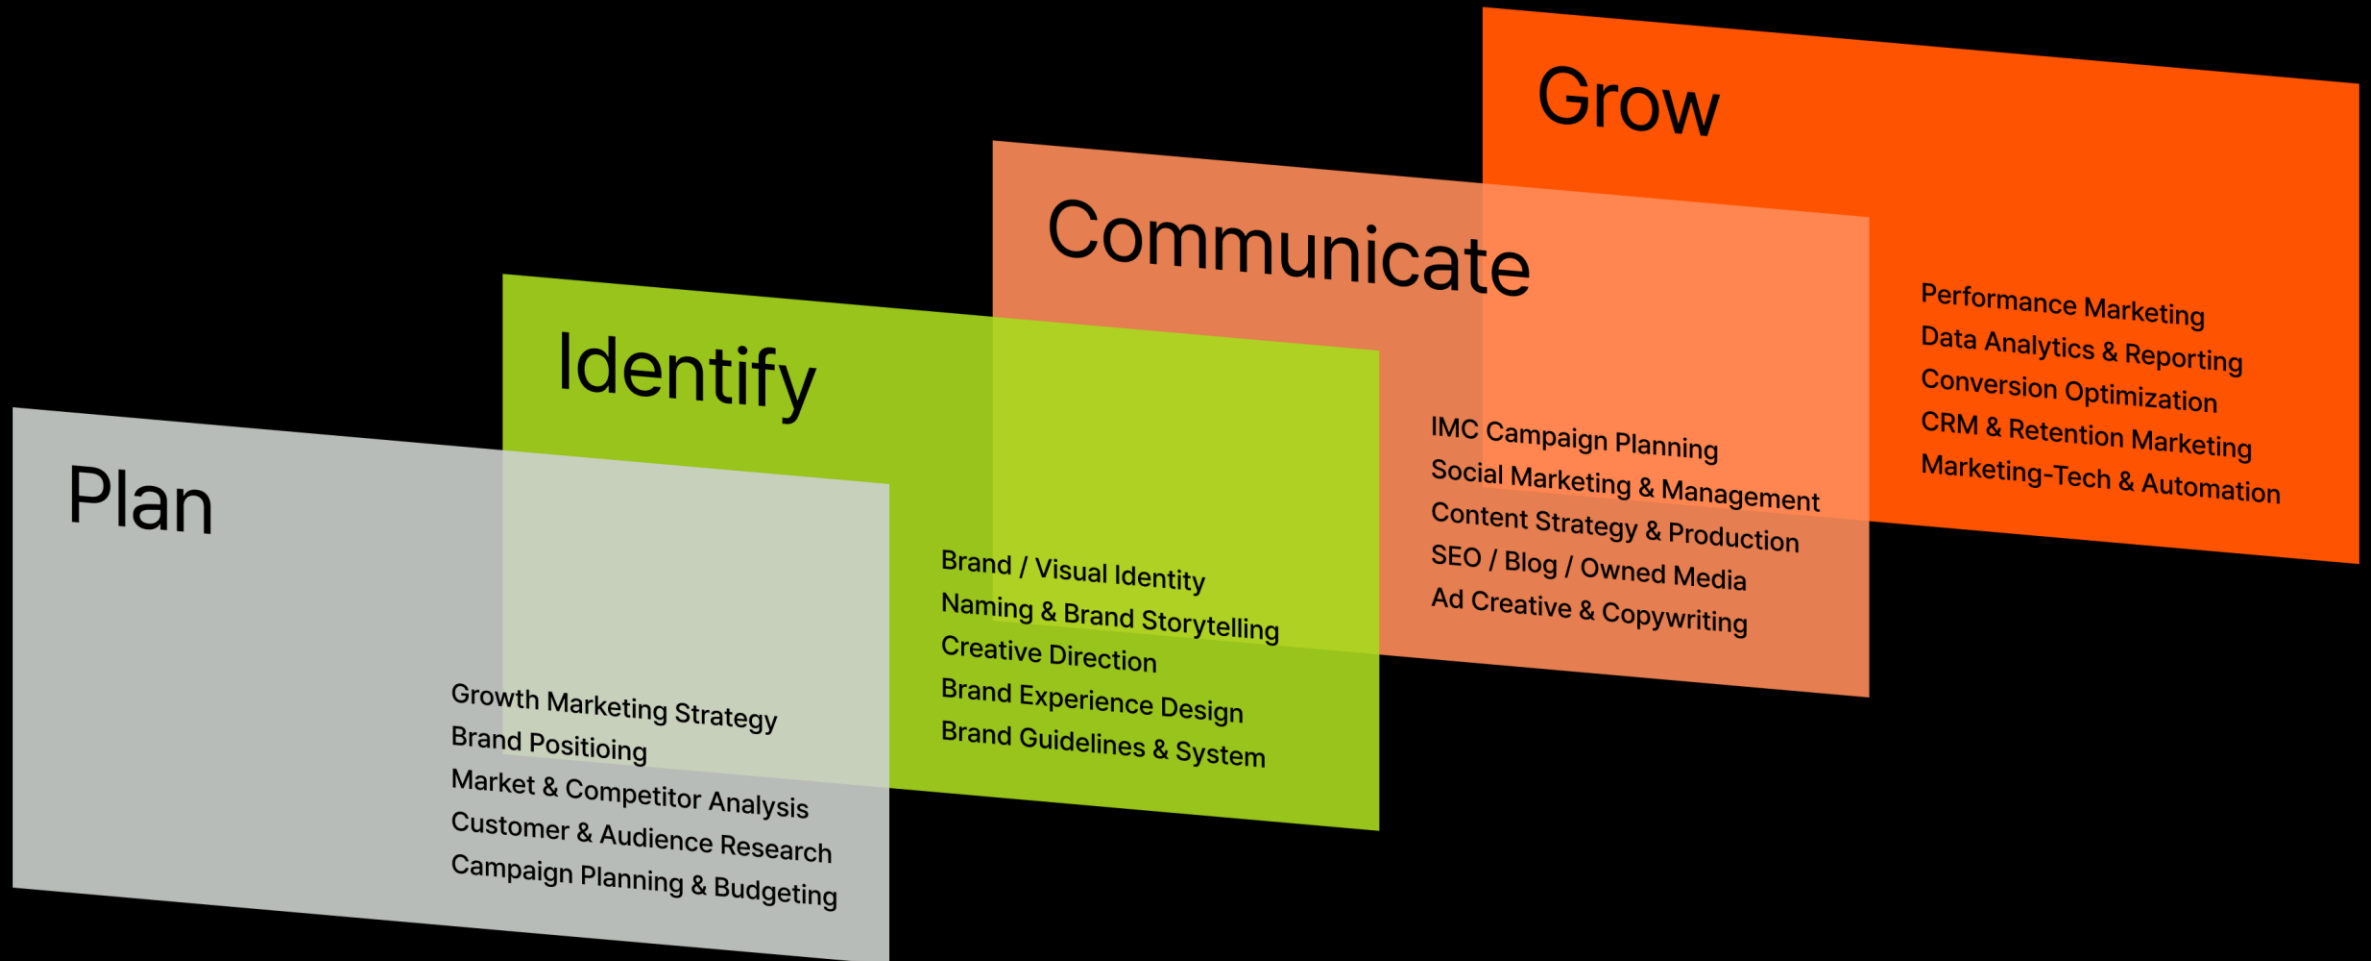 Plan
Growth Marketing Strategy
Brand Positioing
Market & Competitor Analysis
Customer & Audience Research
Campaign Planning & Budgeting
Identify
Brand / Visual Identity
Naming & Brand Storytelling
Creative Direction
Brand Experience Design
Brand Guidelines & System
Communicate
IMC Campaign Planning
Social Marketing & Management
Content Strategy & Production
SEO / Blog / Owned Media
Ad Creative & Copywriting
Grow
Performance Marketing
Data Analytics & Reporting
Conversion Optimization
CRM & Retention Marketing
Marketing-Tech & Automation